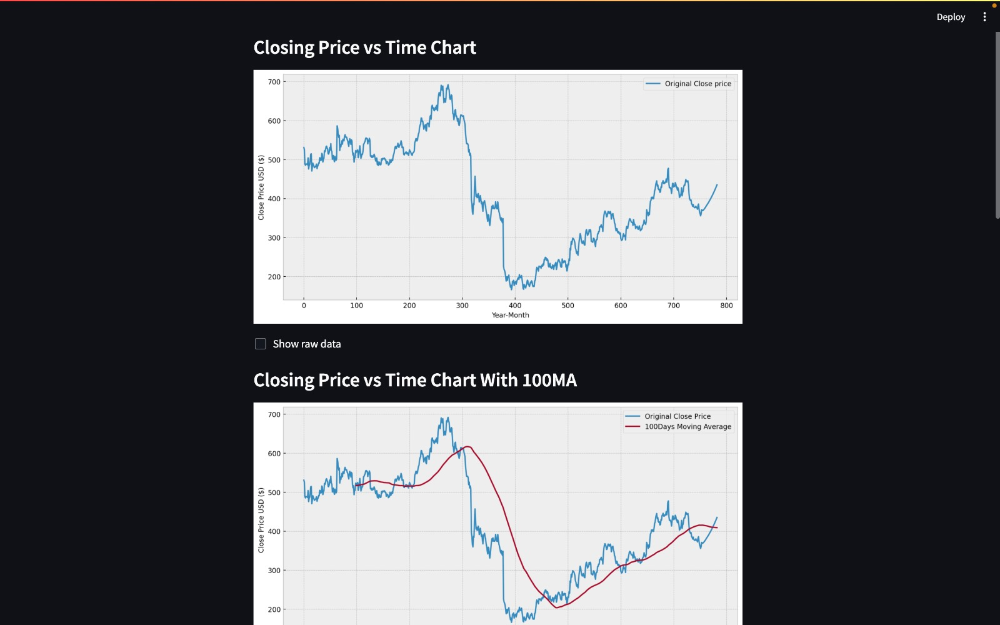 Deploy
Closing Price vs Time Chart
Original Close price
700
600
500
400
300
200
Close Price USD ($)
0 100 200 300 400 500 600 700 800
Year-Month
Show raw data
Closing Price vs Time Chart With 100MA
Original Close Price
100Days Moving Average
700
600
500
400
300
200
Close Price USD ($)